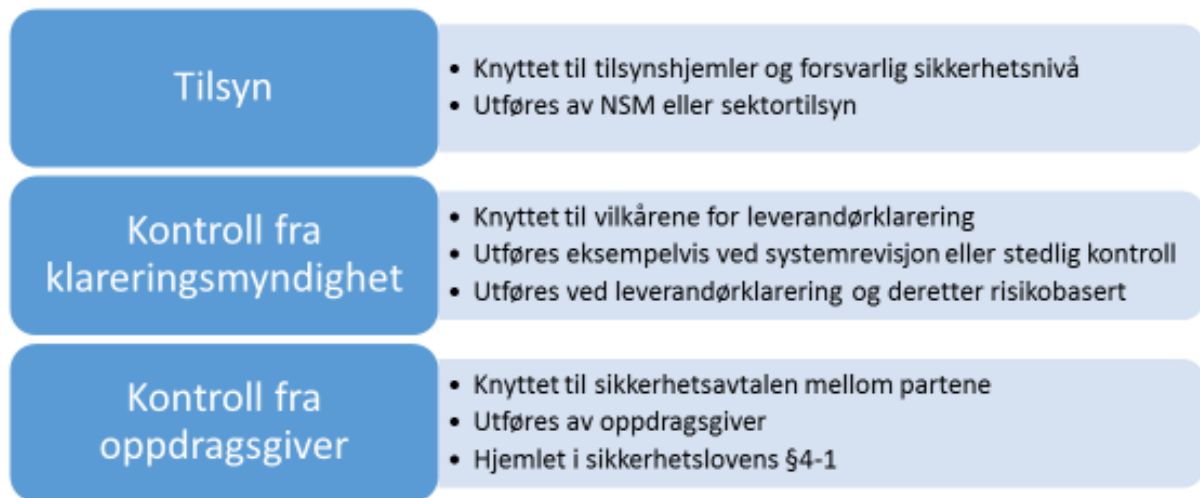 Tilsyn
• Knyttet til tilsynshjemler og forsvarlig sikkerhetsnivå
• Utføres av NSM eller sektortilsyn
Kontroll fra
klareringsmyndighet
• Knyttet til vilkårene for leverandørklarering
• Utføres eksempelvis ved systemrevisjon eller stedlig kontroll
• Utføres ved leverandørklarering og deretter risikobasert
Kontroll fra
oppdragsgiver
• Knyttet til sikkerhetsavtalen mellom partene
• Utføres av oppdragsgiver
• Hjemlet i sikkerhetslovens §4-1